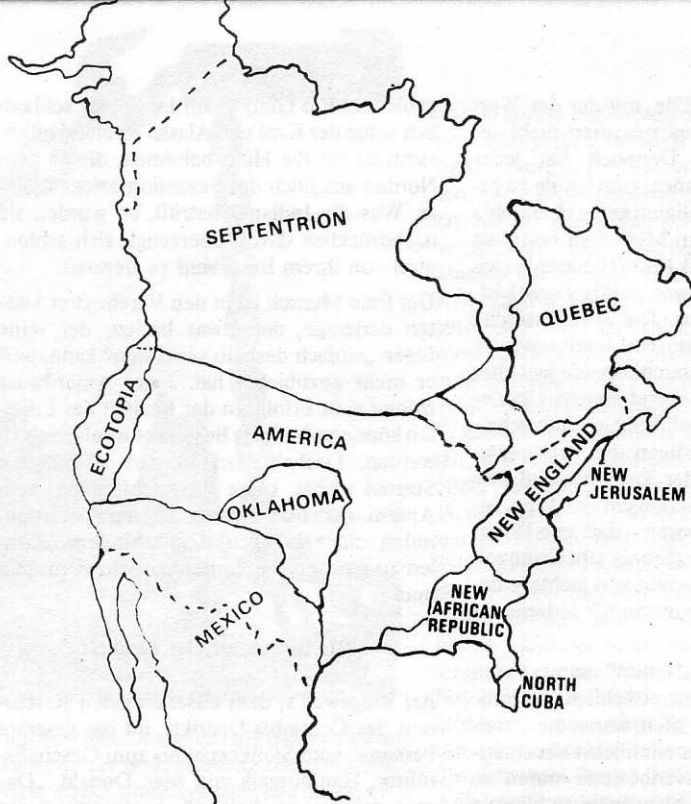 SEPTENTRION
QUEBEC
ECOTOPIA
AMERICA
OKLAHOMA
NEW ENGLAND
NEW
JERUSALEM
MEXICO
NEW
AFRICAN
REPUBLIC
NORTH
CUBA